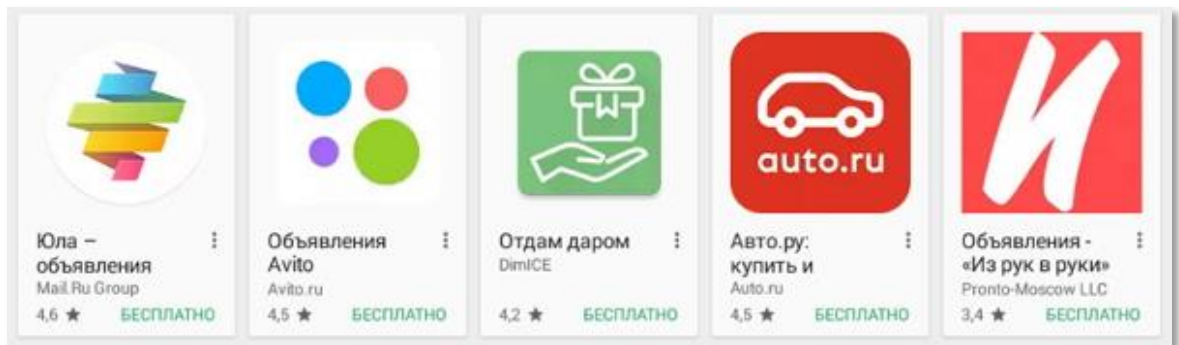 auto.ru
И
Юла –
объявления
Mail.Ru Group
4,6 ★ БЕСПЛАТНО
Объявления
Avito
Avito.ru
4,5 ★ БЕСПЛАТНО
Отдам даром
DimICE
4,2 ★ БЕСПЛАТНО
Авто.ру:
купить и
Auto.ru
4,5 ★ БЕСПЛАТНО
Объявления -
«Из рук в руки»
Pronto-Moscow LLC
3,4 ★ БЕСПЛАТНО